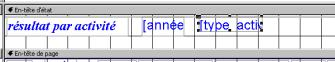 En-tête d'état
résultat par activité [année [type_acti
En-tête de page